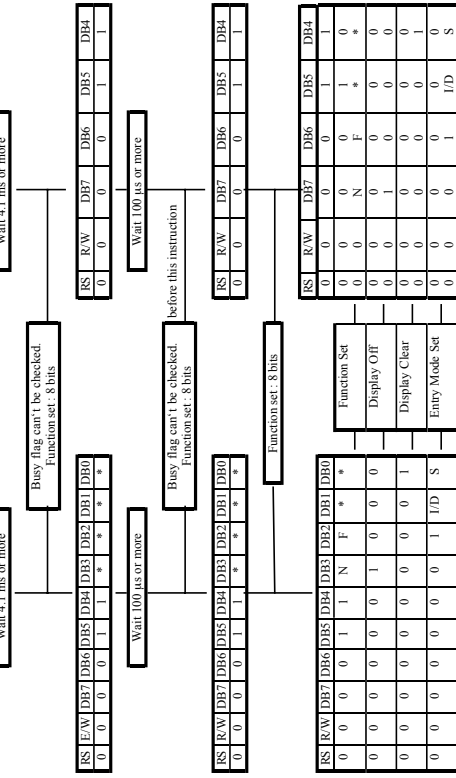 Wait 4.1 ms or more
Wait 4.1 ms or more
Busy flag can't be checked.
Function set : 8 bits
RS E/W DB7 DB6 DB5 DB4 DB3 DB2 DB1 DB0
0 0 0 0 1 1 * * * *
RS R/W DB7 DB6 DB5 DB4
0 0 0 0 1 1
Wait 100 µs or more
Wait 100 µs or more
before this instruction
Busy flag can't be checked.
Function set : 8 bits
RS R/W DB7 DB6 DB5 DB4 DB3 DB2 DB1 DB0
0 0 0 0 1 1 * * * *
RS R/W DB7 DB6 DB5 DB4
0 0 0 0 1 1
Function set : 8 bits
RS R/W DB7 DB6 DB5 DB4 DB3 DB2 DB1 DB0
0 0 0 0 1 1 N F * *
0 0 0 0 0 0 1 0 0 0
0 0 0 0 0 0 0 0 0 1
0 0 0 0 0 0 0 1 I/D S
Function Set
Display Off
Display Clear
Entry Mode Set
RS R/W DB7 DB6 DB5 DB4
0 0 0 0 1 1
0 0 0 0 1 0
0 0 N F * *
0 0 0 0 0 0
0 0 1 0 0 0
0 0 0 0 0 1
0 0 0 0 0 0
0 0 0 1 I/D S